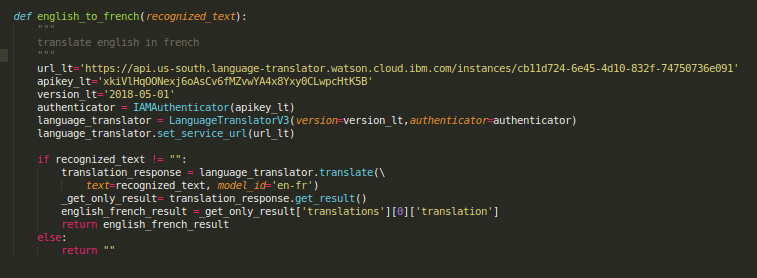 def english_to_french(recognized_text):
    """
    translate english in french
    """
    url_lt='https://api.us-south.language-translator.watson.cloud.ibm.com/instances/cb11d724-6e45-4d10-832f-74750736e091'
    apikey_lt='xkiVlHqOONexj6oAsCv6fMZvwYA4x8Yxy0CLwpcHtK5B'
    version_lt='2018-05-01'
    authenticator = IAMAuthenticator(apikey_lt)
    language_translator = LanguageTranslatorV3(version=version_lt,authenticator=authenticator)
    language_translator.set_service_url(url_lt)

    if recognized_text != "":
        translation_response = language_translator.translate(\
            text=recognized_text, model_id='en-fr')
        _get_only_result= translation_response.get_result()
        english_french_result =_get_only_result['translations'][0]['translation']
        return english_french_result
    else:
        return ""